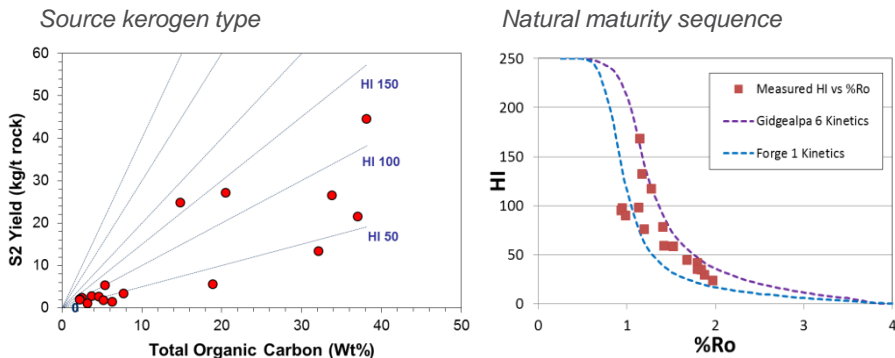 Source kerogen type
Natural maturity sequence
60
50
40
30
20
10
0
S2 Yield (kg/t rock)
HI 150
HI 100
HI 50
0
0
10
20
30
40
50
Total Organic Carbon (Wt%)
250
200
150
100
50
0
HI
Measured HI vs %Ro
Gidgealpa 6 Kinetics
Forge 1 Kinetics
0
1
2
3
4
%Ro